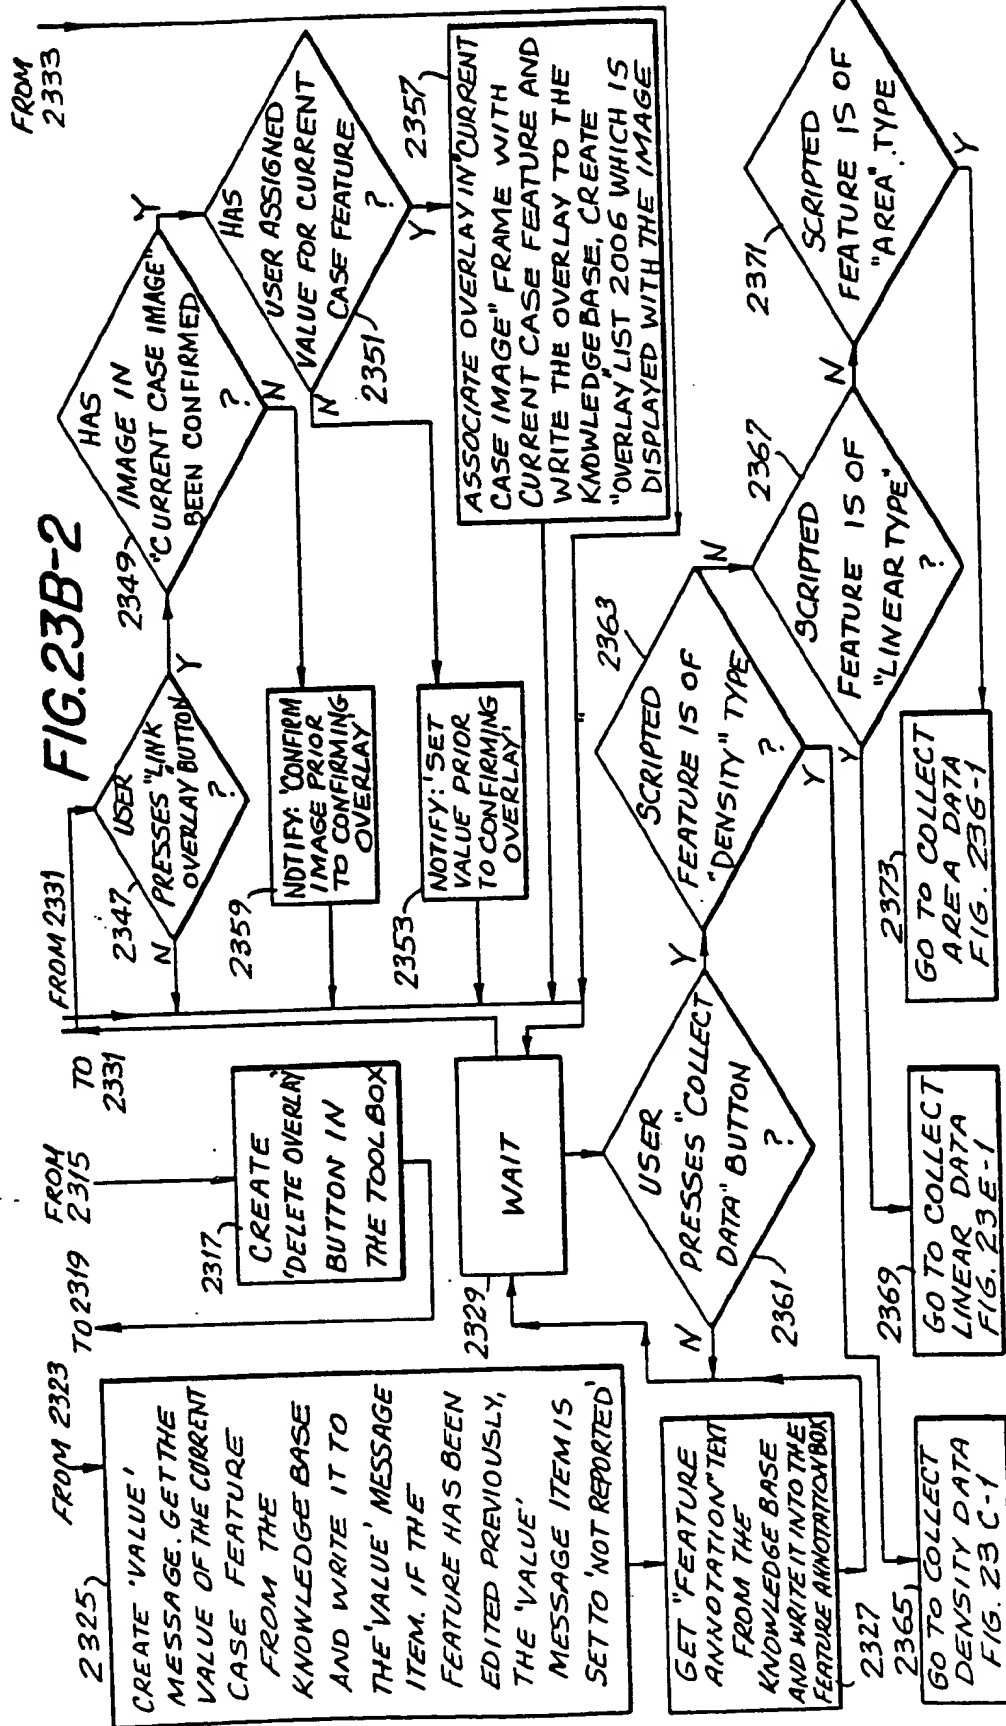 FIG.23B-2
FROM 2323
2325
CREATE 'VALUE'
MESSAGE. GET THE
VALUE OF THE CURRENT
CASE FEATURE
FROM THE
KNOWLEDGE BASE
AND WRITE IT TO
THE 'VALUE' MESSAGE
ITEM. IF THE
FEATURE HAS BEEN
EDITED PREVIOUSLY,
THE 'VALUE'
MESSAGE ITEM IS
SET TO 'NOT REPORTED'
GET "FEATURE
ANNOTATION" TEXT
FROM THE
KNOWLEDGE BASE
AND WRITE IT INTO THE
FEATURE ANNOTATION BOX
2327
TO 2319
FROM
2315
2317
CREATE
'DELETE OVERLAY'
BUTTON IN
THE TOOL BOX
TO
2331
FROM 2331
2347
USER
PRESSES "LINK
OVERLAY BUTTON
?
N
Y
2349
HAS
IMAGE IN
"CURRENT CASE IMAGE"
BEEN CONFIRMED
?
N
Y
HAS
USER ASSIGNED
VALUE FOR CURRENT
CASE FEATURE
?
2351
N
Y
FROM
2333
2359
NOTIFY: 'CONFIRM
IMAGE PRIOR
TO CONFIRMING
OVERLAY'
2353
NOTIFY: 'SET
VALUE PRIOR
TO CONFIRMING
OVERLAY'
2357
ASSOCIATE OVERLAY IN "CURRENT
CASE IMAGE" FRAME WITH
CURRENT CASE FEATURE AND
WRITE THE OVERLAY TO THE
KNOWLEDGE BASE, CREATE
"OVERLAY" LIST 2006 WHICH IS
DISPLAYED WITH THE IMAGE
2329
WAIT
USER
PRESSES "COLLECT
DATA" BUTTON
?
2361
N
Y
2363
SCRIPTED
FEATURE IS OF
"DENSITY" TYPE
?
Y
N
2367
SCRIPTED
FEATURE IS OF
"LINEAR TYPE"
?
Y
N
2371
SCRIPTED
FEATURE IS OF
"AREA". TYPE
Y
2365
GO TO COLLECT
DENSITY DATA
FIG. 23 C-1
2369
GO TO COLLECT
LINEAR DATA
FIG. 23E-1
2373
GO TO COLLECT
AREA DATA
FIG. 23G-1